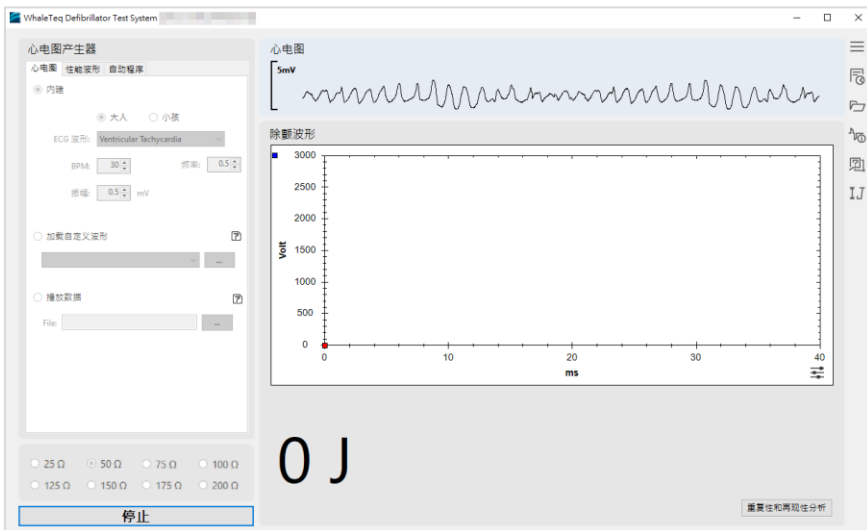 WhaleTeq Defibrillator Test System
心电图产生器
心电图 性能波形 自动程序
内建
大人 小孩
ECG 波形: Ventricular Tachycardia
BPM: 30 频率: 0.5
振幅: 0.5 mV
加载自定义波形
...
播放数据
File: ...
25 Ω 50 Ω 75 Ω 100 Ω
125 Ω 150 Ω 175 Ω 200 Ω
停止
心电图
5mV
除颤波形
3000
2500
2000
1500
1000
500
0
Volt
0 10 20 30 40
ms
0 J
重复性和再现性分析
IJ